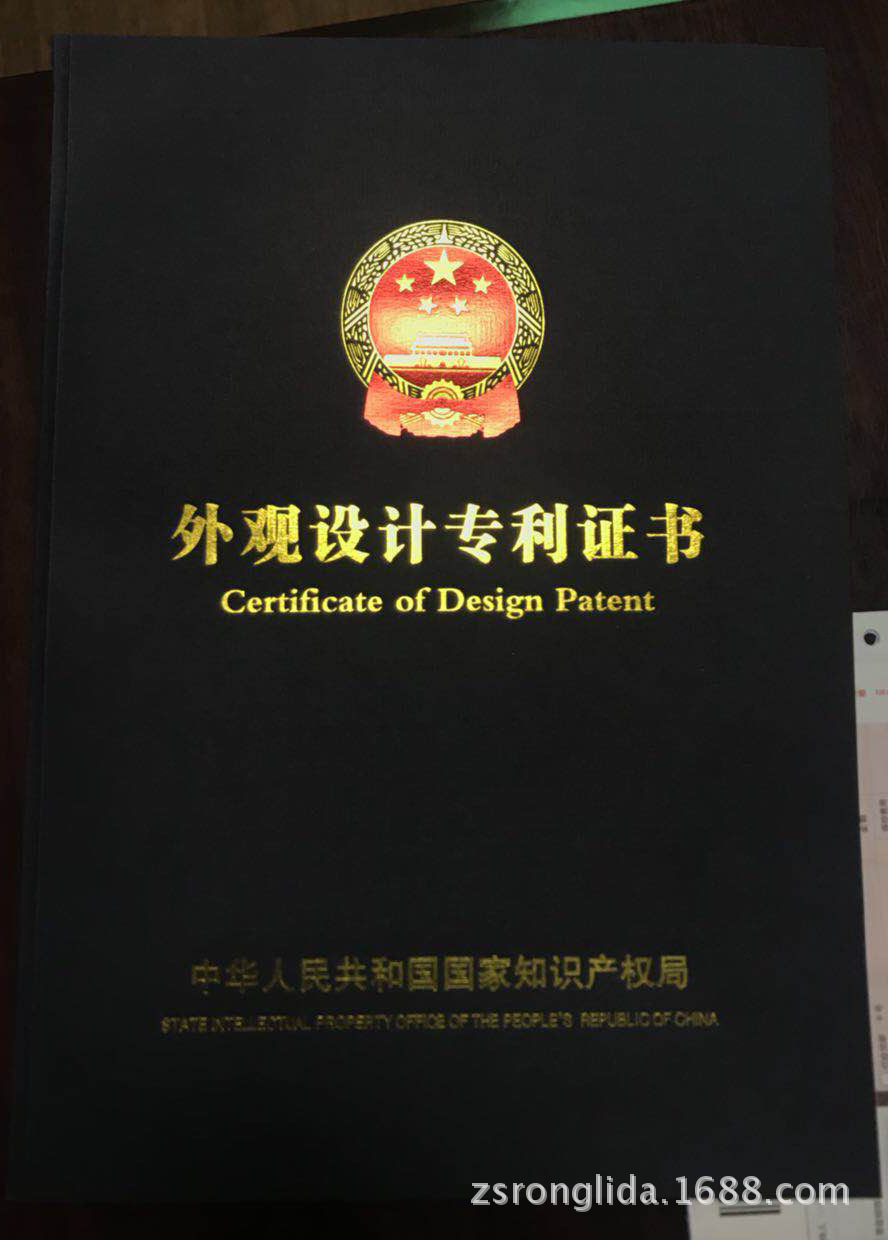 外观设计专利证书
Certificate of Design Patent
中华人民共和国国家知识产权局
STATE INTELLECTUAL PROPERTY OFFICE OF THE PEOPLE'S REPUBLIC OF CHINA
zsronglida.1688.com